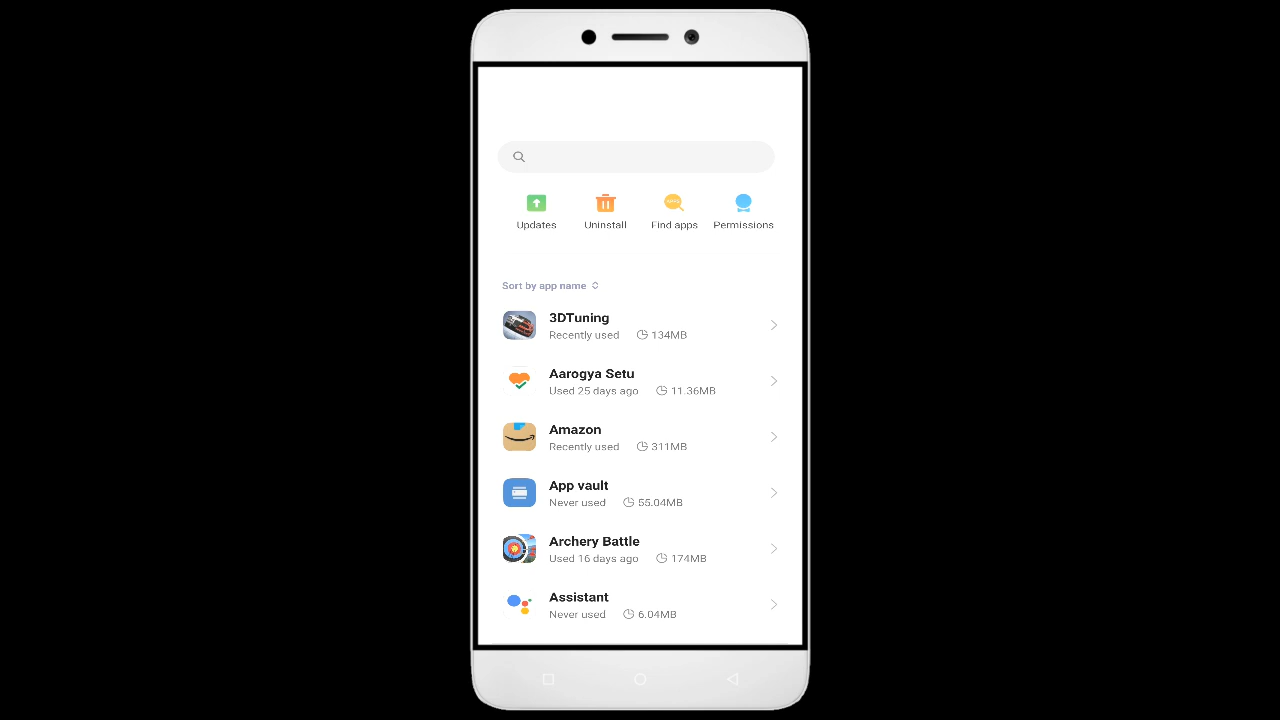 Updates Uninstall Find apps Permissions
Sort by app name
3DTuning
Recently used 134MB
Aarogya Setu
Used 25 days ago 11.36MB
Amazon
Recently used 311MB
App vault
Never used 55.04MB
Archery Battle
Used 16 days ago 174MB
Assistant
Never used 6.04MB